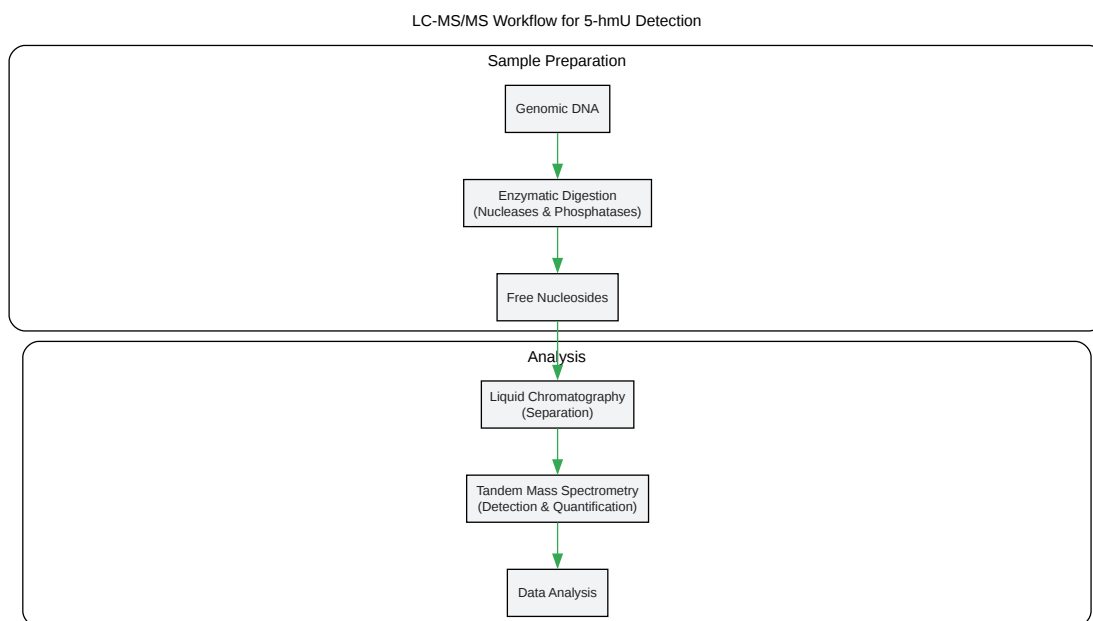 LC-MS/MS Workflow for 5-hmU Detection
Sample Preparation
Genomic DNA
Enzymatic Digestion
(Nucleases & Phosphatases)
Free Nucleosides
Analysis
Liquid Chromatography
(Separation)
Tandem Mass Spectrometry
(Detection & Quantification)
Data Analysis